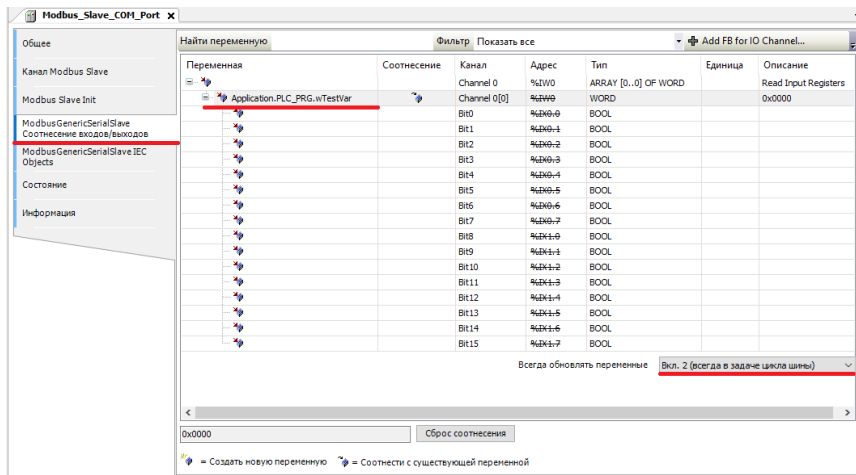 Modbus_Slave_COM_Port x
Общее
Канал Modbus Slave
Modbus Slave Init
ModbusGenericSerialSlave
Соотнесение входов/выходов
ModbusGenericSerialSlave IEC
Objects
Состояние
Информация
Найти переменную Фильтр Показать все Add FB for IO Channel...
Переменная Соотнесение Канал Адрес Тип Единица Описание
Channel 0 %IW0 ARRAY [0..0] OF WORD Read Input Registers
Application.PLC_PRG.wTestVar Channel 0[0] %IW0 WORD 0x0000
Bit0 %IX0.0 BOOL
Bit1 %IX0.1 BOOL
Bit2 %IX0.2 BOOL
Bit3 %IX0.3 BOOL
Bit4 %IX0.4 BOOL
Bit5 %IX0.5 BOOL
Bit6 %IX0.6 BOOL
Bit7 %IX0.7 BOOL
Bit8 %IX1.0 BOOL
Bit9 %IX1.1 BOOL
Bit10 %IX1.2 BOOL
Bit11 %IX1.3 BOOL
Bit12 %IX1.4 BOOL
Bit13 %IX1.5 BOOL
Bit14 %IX1.6 BOOL
Bit15 %IX1.7 BOOL
Всегда обновлять переменные Вкл. 2 (всегда в задаче цикла шины)
0x0000 Сброс соотнесения
= Создать новую переменную = Соотнести с существующей переменной